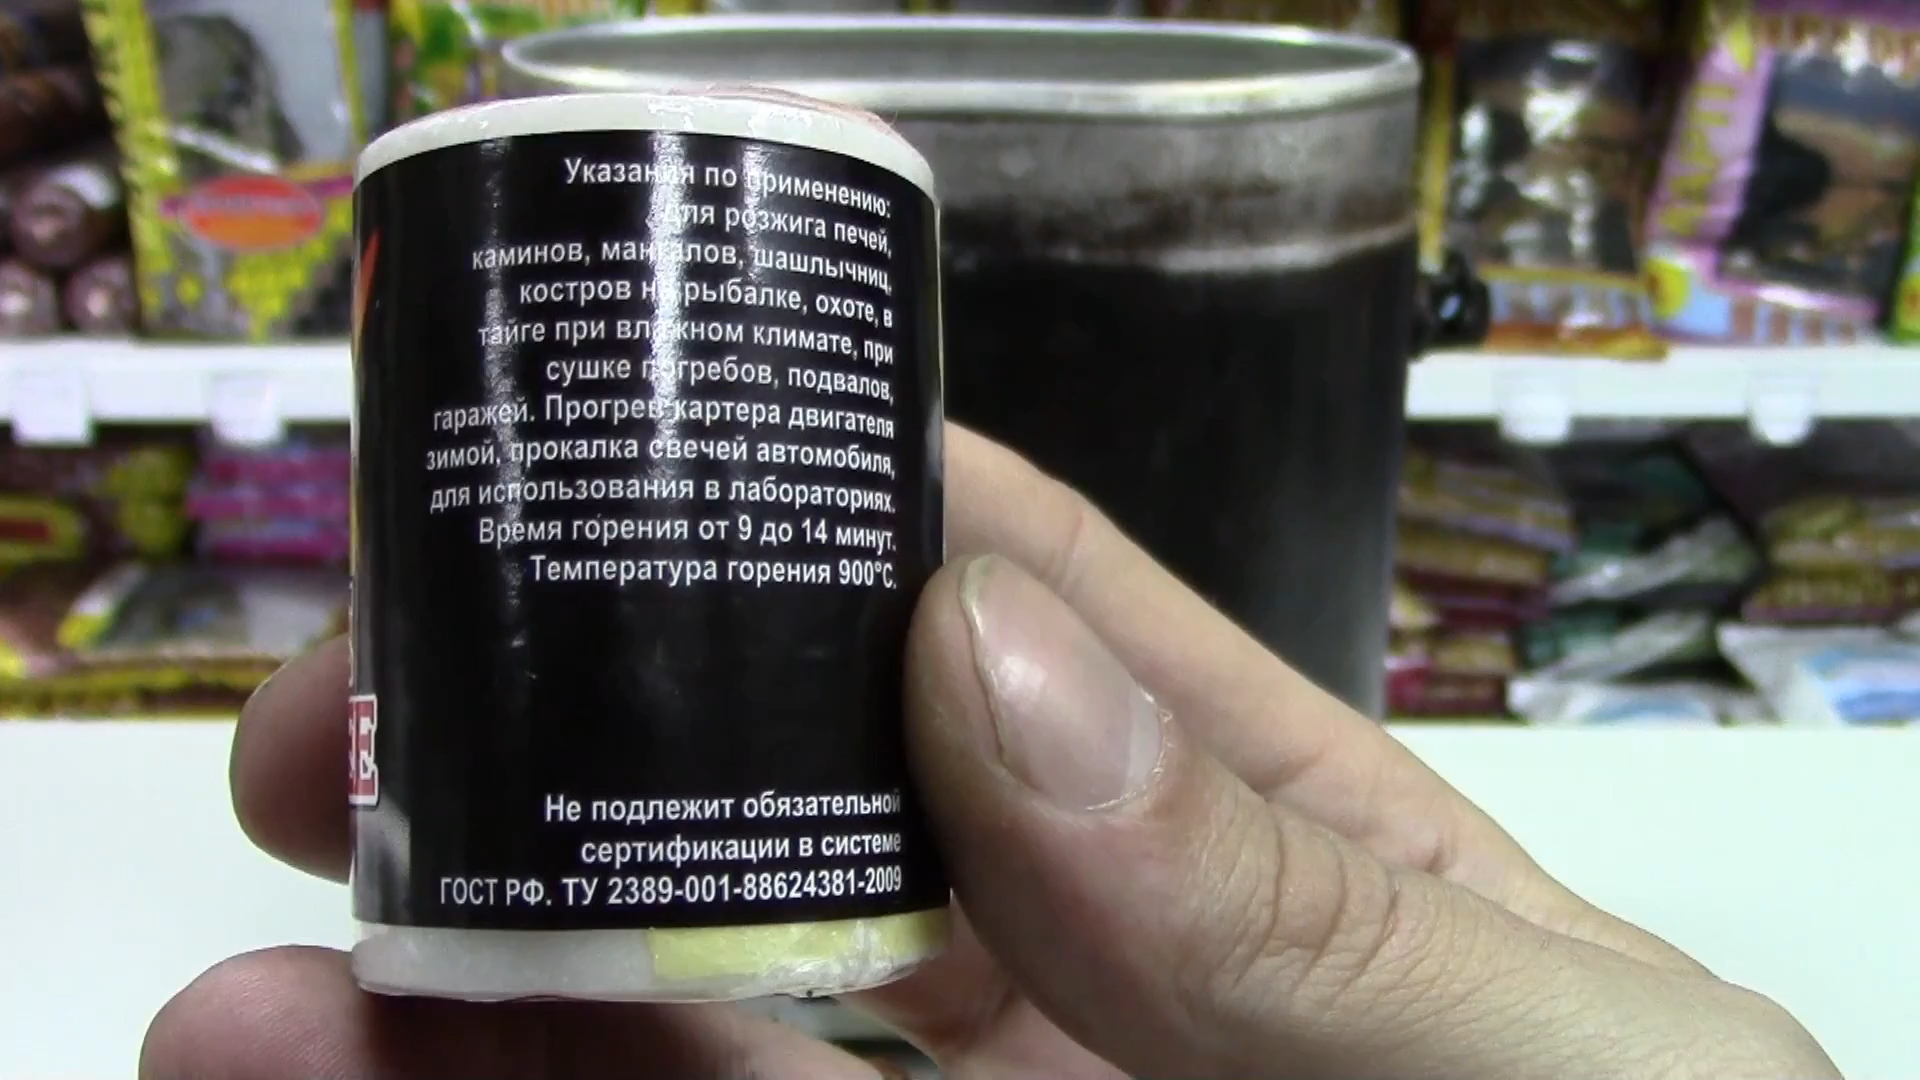 Указания по применению:
для розжига печей,
каминов, мангалов, шашлычниц,
костров на рыбалке, охоте, в
тайге при влажном климате, при
сушке погребов, подвалов,
гаражей. Прогрев картера двигателя
зимой, прокалка свечей автомобиля,
для использования в лабораториях.
Время горения от 9 до 14 минут.
Температура горения 900°С.
Не подлежит обязательной
сертификации в системе
ГОСТ РФ. ТУ 2389-001-88624381-2009